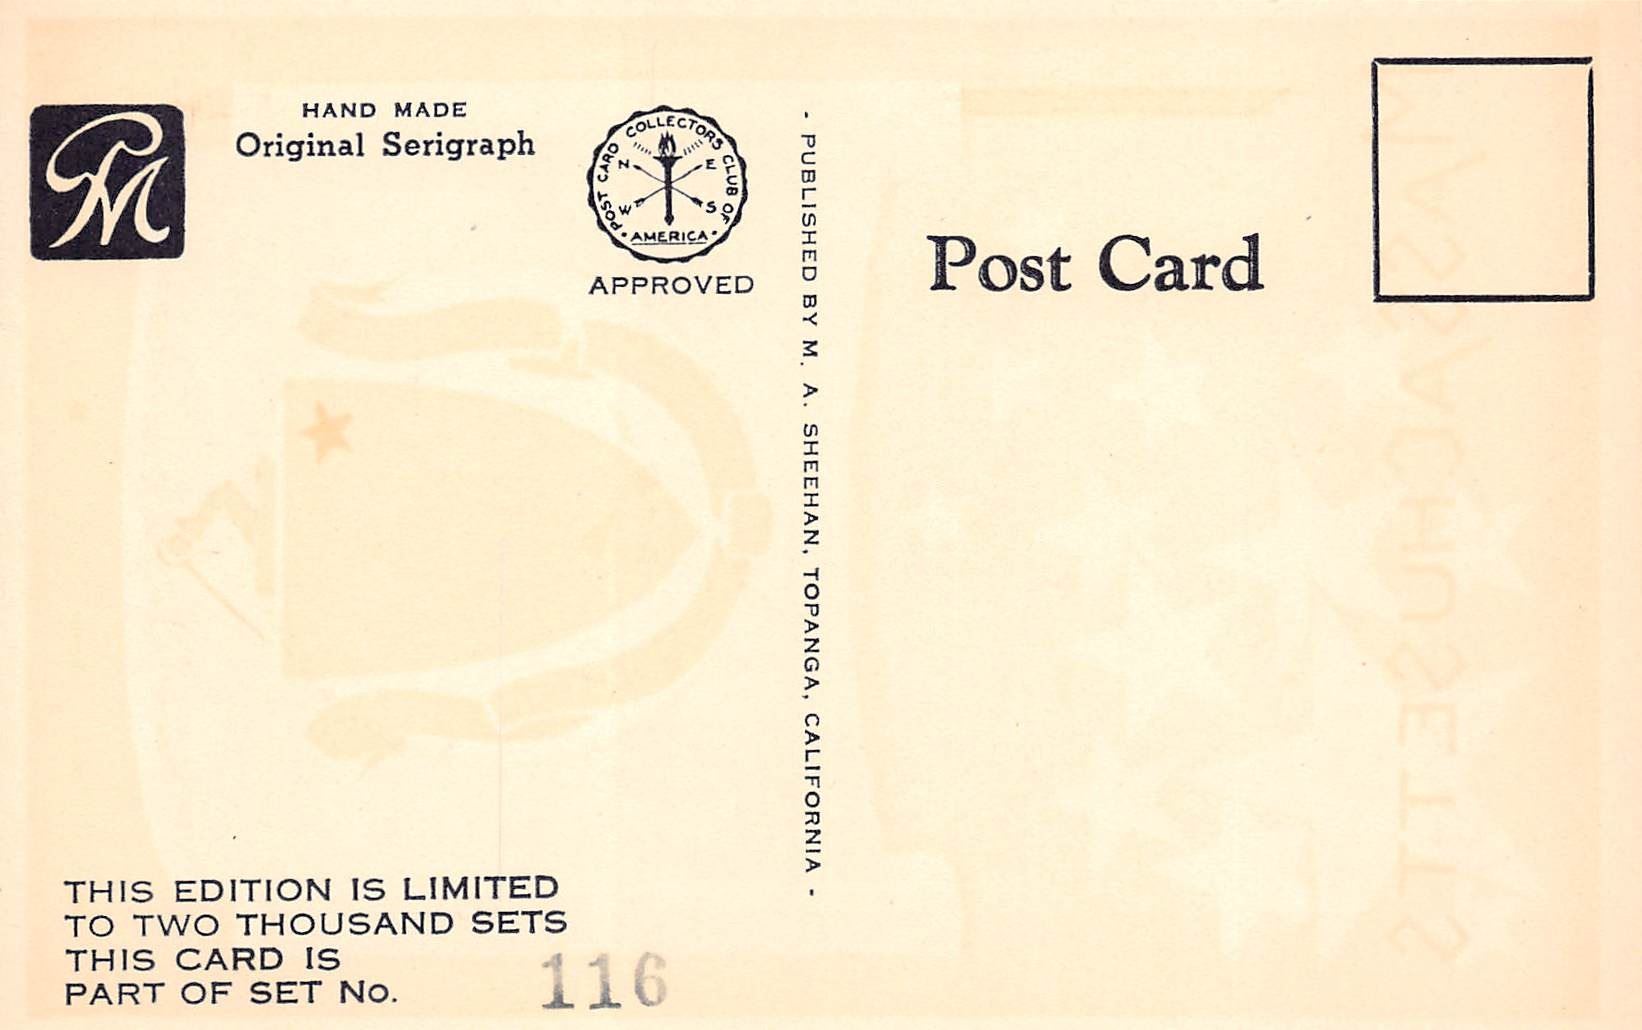 PM
HAND MADE
Original Serigraph
POST CARD COLLECTORS CLUB OF
• AMERICA •
N E
W S
APPROVED
- PUBLISHED BY M. A. SHEEHAN, TOPANGA, CALIFORNIA -
Post Card
MASSACHUSETTS
THIS EDITION IS LIMITED
TO TWO THOUSAND SETS
THIS CARD IS
PART OF SET No. 116